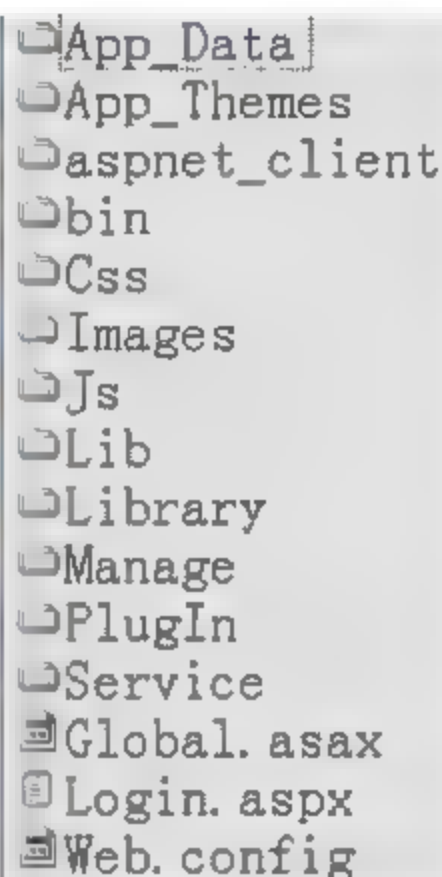 App_Data
App_Themes
aspnet_client
bin
Css
Images
Js
Lib
Library
Manage
PlugIn
Service
Global.asax
Login.aspx
Web.config